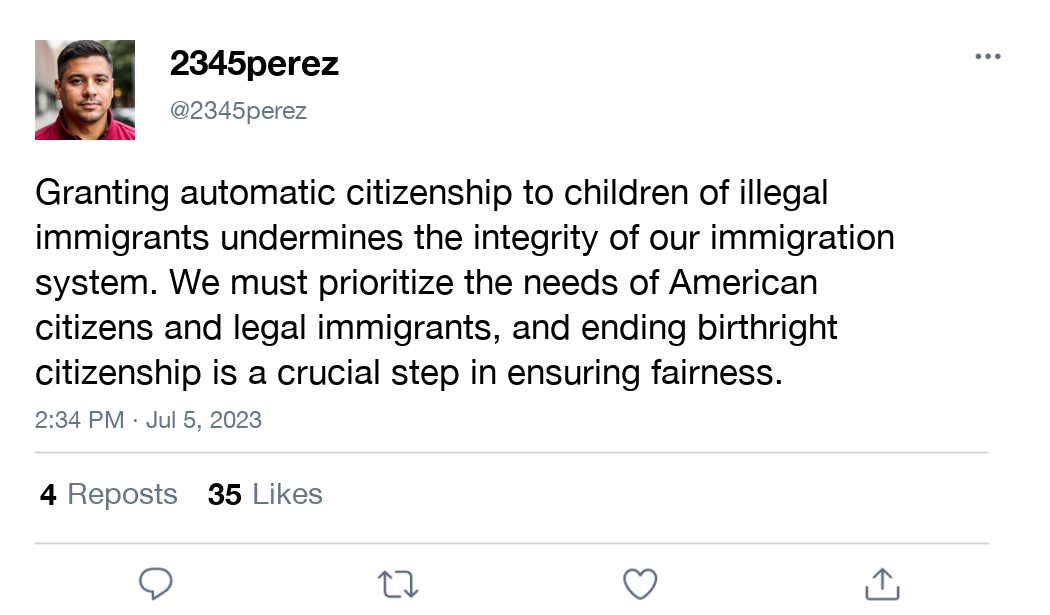 2345perez
@2345perez
Granting automatic citizenship to children of illegal
immigrants undermines the integrity of our immigration
system. We must prioritize the needs of American
citizens and legal immigrants, and ending birthright
citizenship is a crucial step in ensuring fairness.
2:34 PM · Jul 5, 2023
4 Reposts 35 Likes